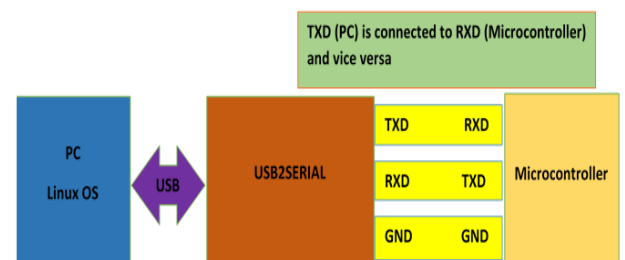 TXD (PC) is connected to RXD (Microcontroller)
and vice versa
PC
Linux OS
USB
USB2SERIAL
TXD RXD
RXD TXD
GND GND
Microcontroller